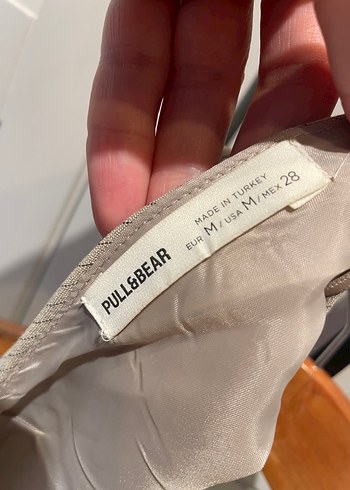 PULL&BEAR
MADE IN TURKEY
EUR M / USA M / MEX 28